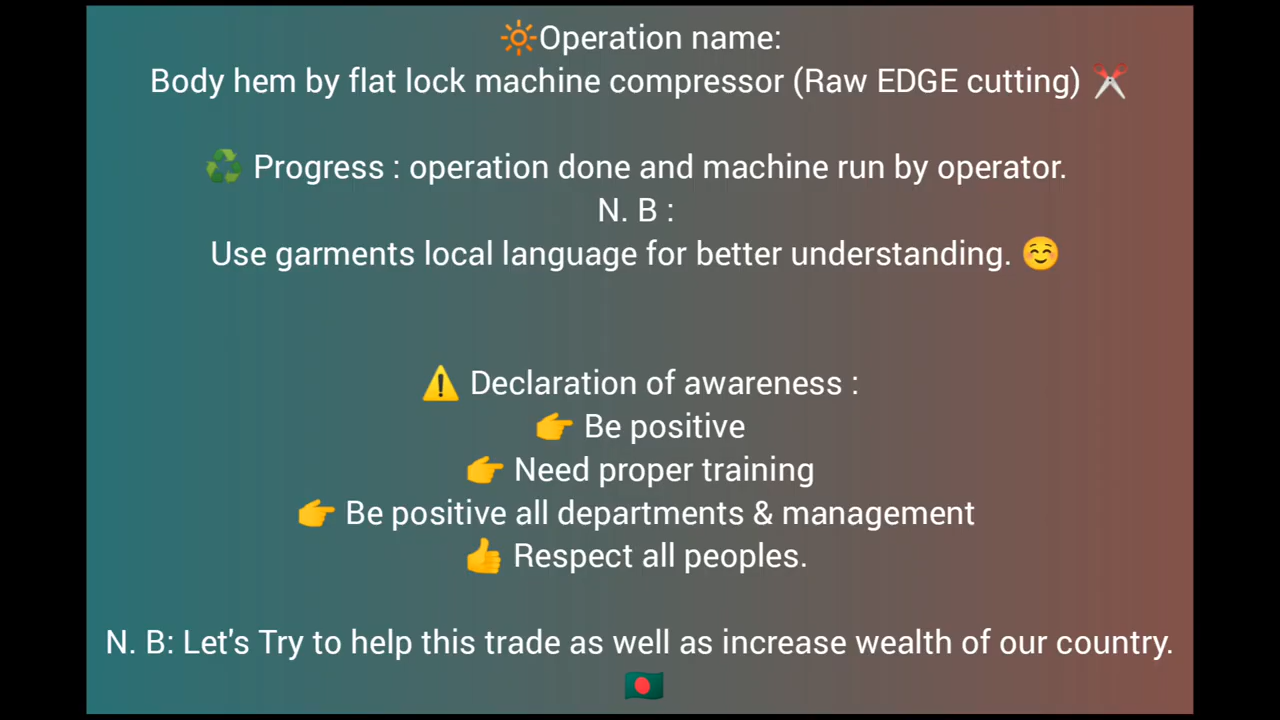 🔆Operation name:
Body hem by flat lock machine compressor (Raw EDGE cutting) ✂️
♻️ Progress : operation done and machine run by operator.
N. B :
Use garments local language for better understanding. ☺️
⚠️ Declaration of awareness :
👉 Be positive
👉 Need proper training
👉 Be positive all departments & management
👍 Respect all peoples.
N. B: Let's Try to help this trade as well as increase wealth of our country.
🇧🇩